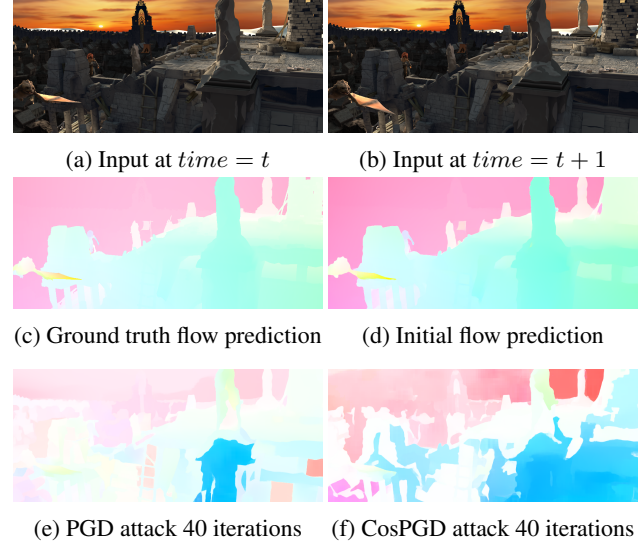 (a) Input at time = t
(b) Input at time = t + 1
(c) Ground truth flow prediction
(d) Initial flow prediction
(e) PGD attack 40 iterations
(f) CosPGD attack 40 iterations